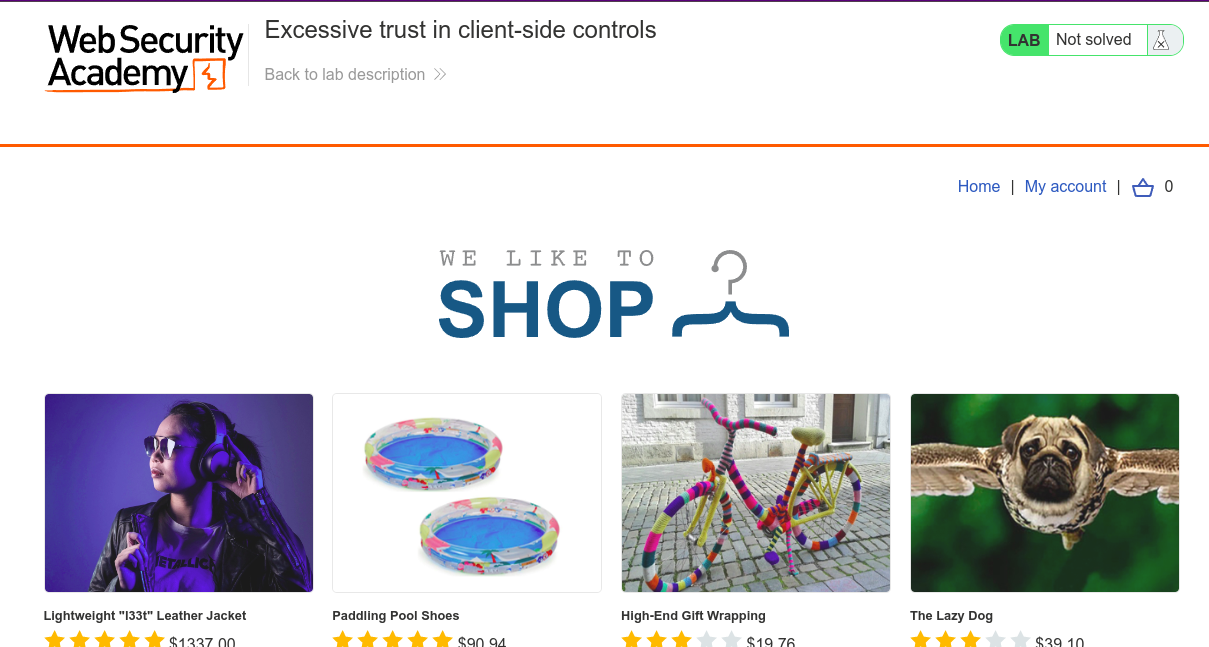 Web Security
Academy
Excessive trust in client-side controls
Back to lab description
LAB Not solved
Home | My account | 0
WE LIKE TO
SHOP
METALLICA
Lightweight "l33t" Leather Jacket
$1337.00
Paddling Pool Shoes
$90.94
High-End Gift Wrapping
$19.76
The Lazy Dog
$39.10